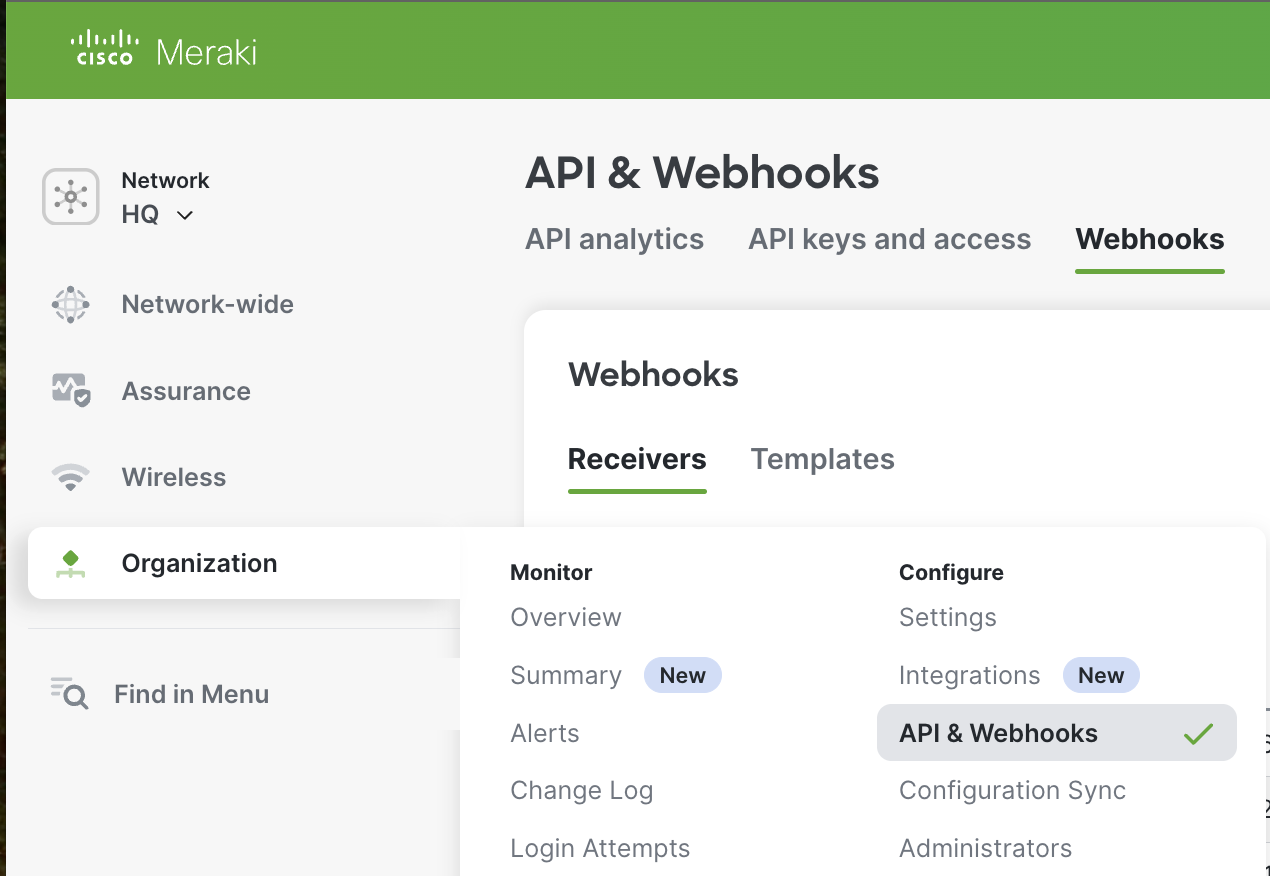 cisco Meraki
Network
HQ
Network-wide
Assurance
Wireless
Organization
Find in Menu
API & Webhooks
API analytics
API keys and access
Webhooks
Webhooks
Receivers
Templates
Monitor
Overview
Summary New
Alerts
Change Log
Login Attempts
Configure
Settings
Integrations New
API & Webhooks
Configuration Sync
Administrators